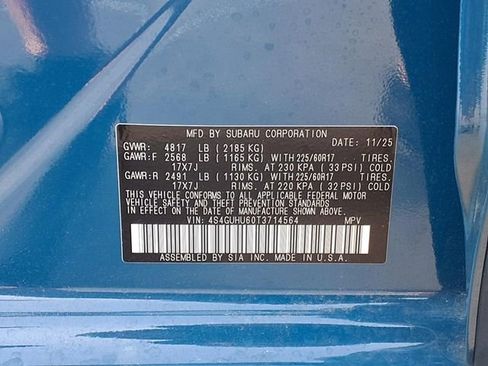 MFD BY SUBARU CORPORATION
GVWR: 4817 LB ( 2185 KG) DATE: 11/25
GAWR:F 2568 LB ( 1165 KG) WITH 225/60R17 TIRES.
17X7J RIMS. AT 230 KPA ( 33 PSI) COLD
GAWR:R 2491 LB ( 1130 KG) WITH 225/60R17 TIRES.
17X7J RIMS. AT 220 KPA ( 32 PSI) COLD
THIS VEHICLE CONFORMS TO ALL APPLICABLE FEDERAL MOTOR
VEHICLE SAFETY AND THEFT PREVENTION STANDARDS
IN EFFECT ON THE DATE OF MANUFACTURE SHOWN ABOVE.
VIN: 4S4GUHU60T3714564 MPV
ASSEMBLED BY SIA INC. MADE IN U.S.A.